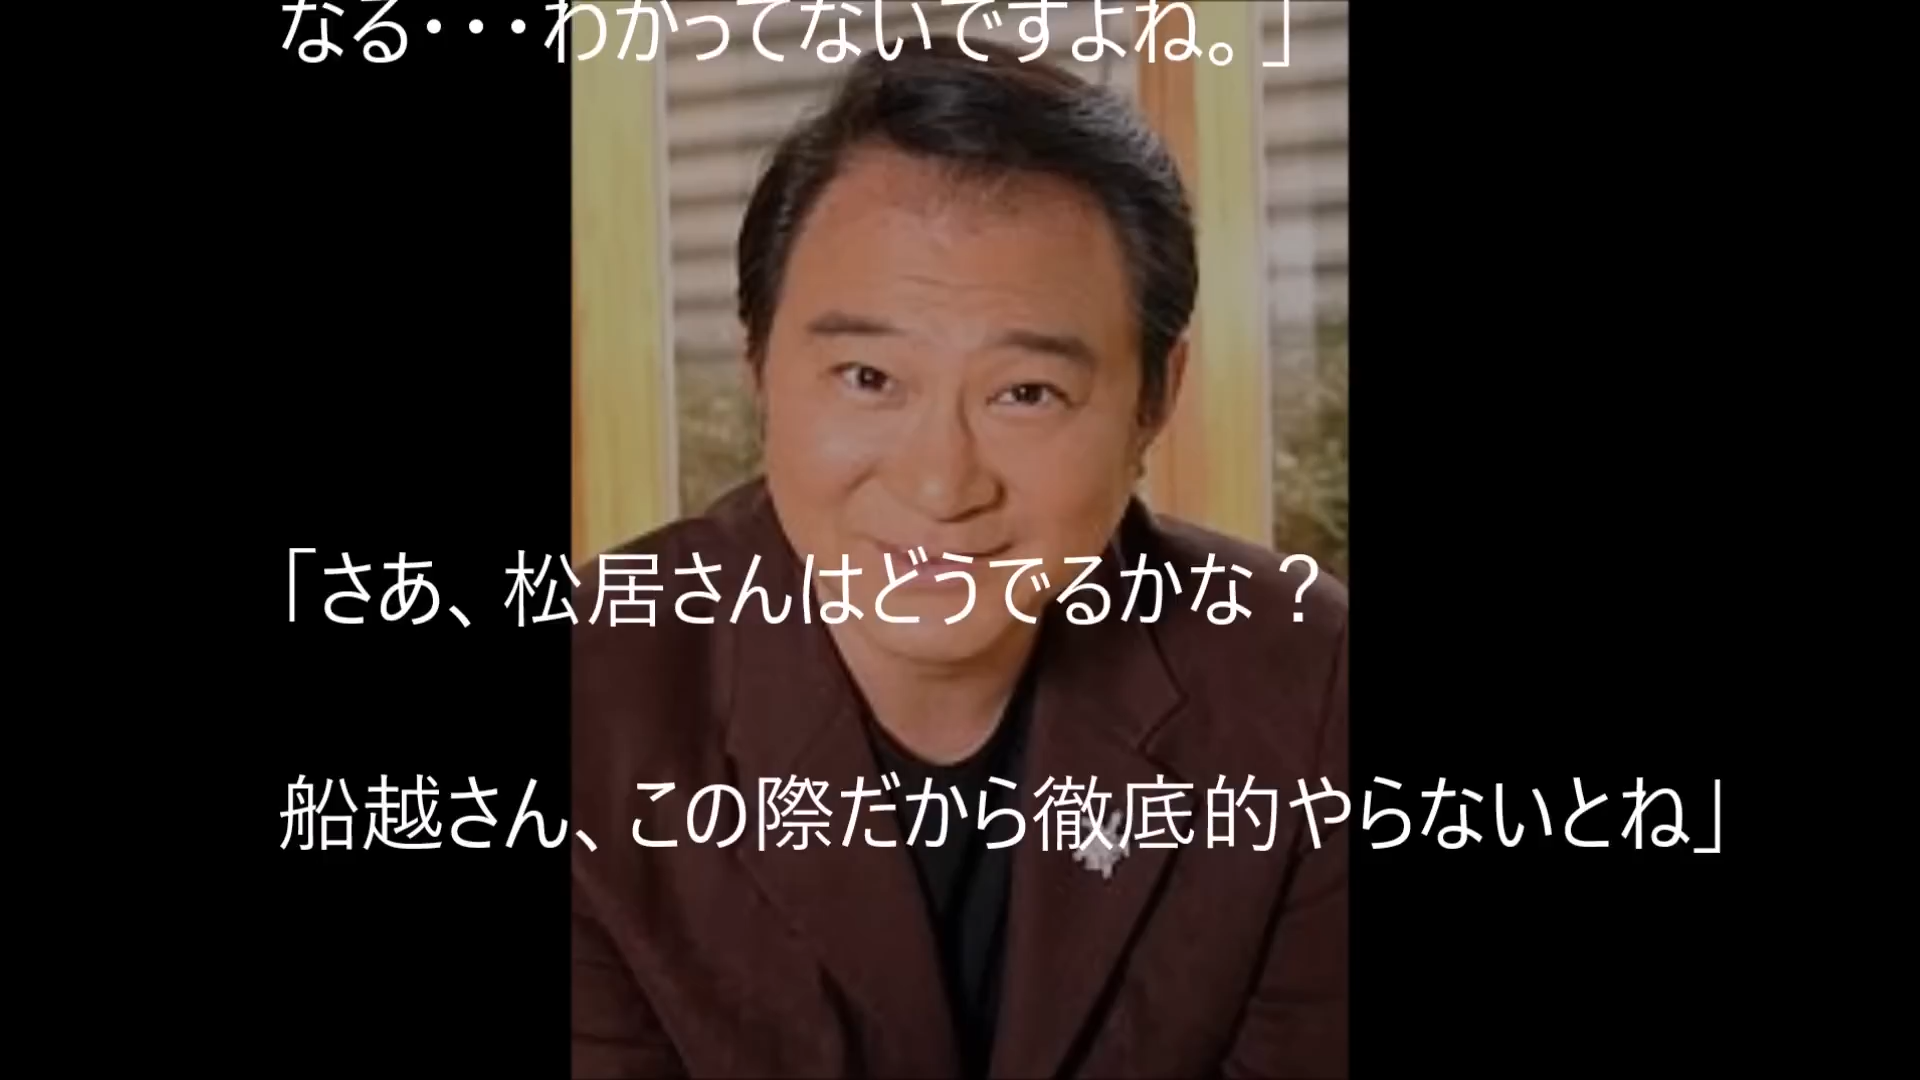 なる・・・わかってないですよね。」
「さあ、松居さんはどうでるかな？
船越さん、この際だから徹底的やらないとね」